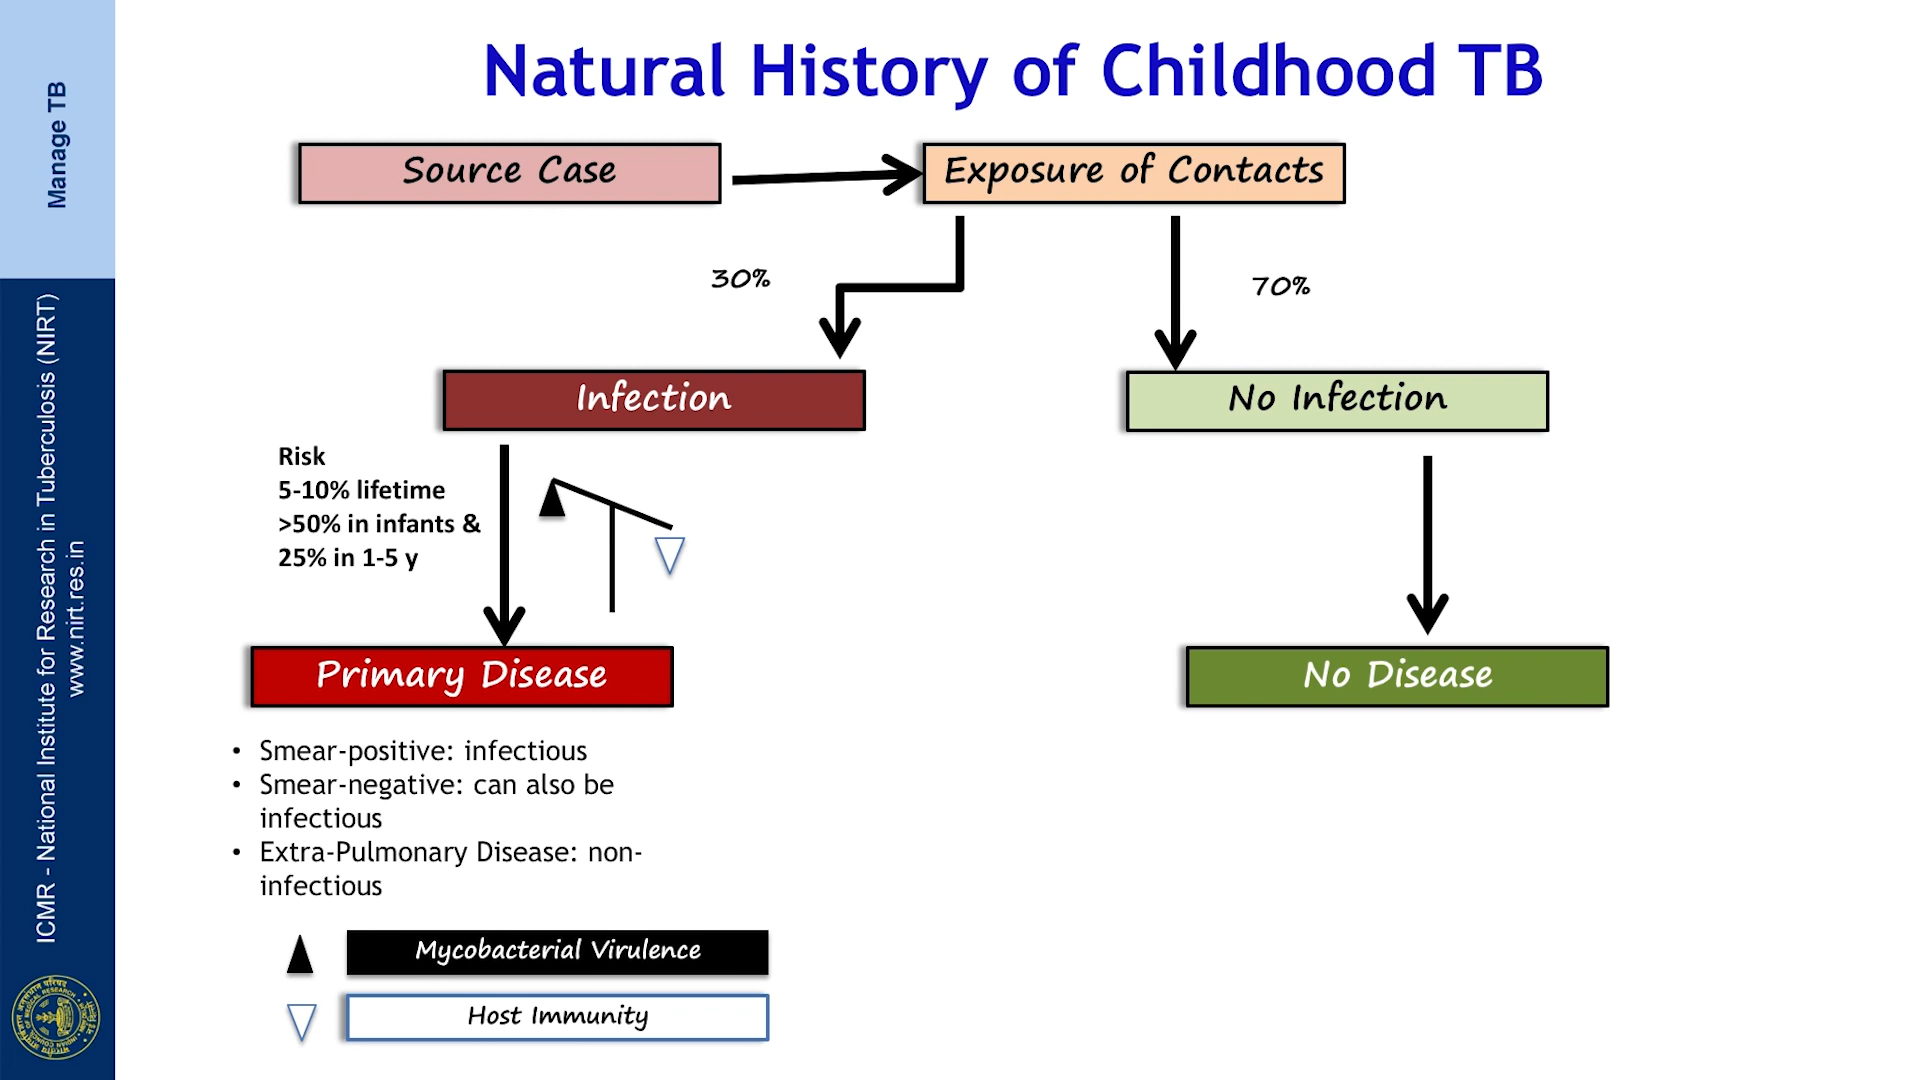 Manage TB
ICMR - National Institute for Research in Tuberculosis (NIRT)
www.nirt.res.in
Natural History of Childhood TB
Source Case
Exposure of Contacts
30%
70%
Infection
No Infection
Risk
5-10% lifetime
>50% in infants &
25% in 1-5 y
Primary Disease
No Disease
• Smear-positive: infectious
• Smear-negative: can also be
infectious
• Extra-Pulmonary Disease: non-
infectious
Mycobacterial Virulence
Host Immunity